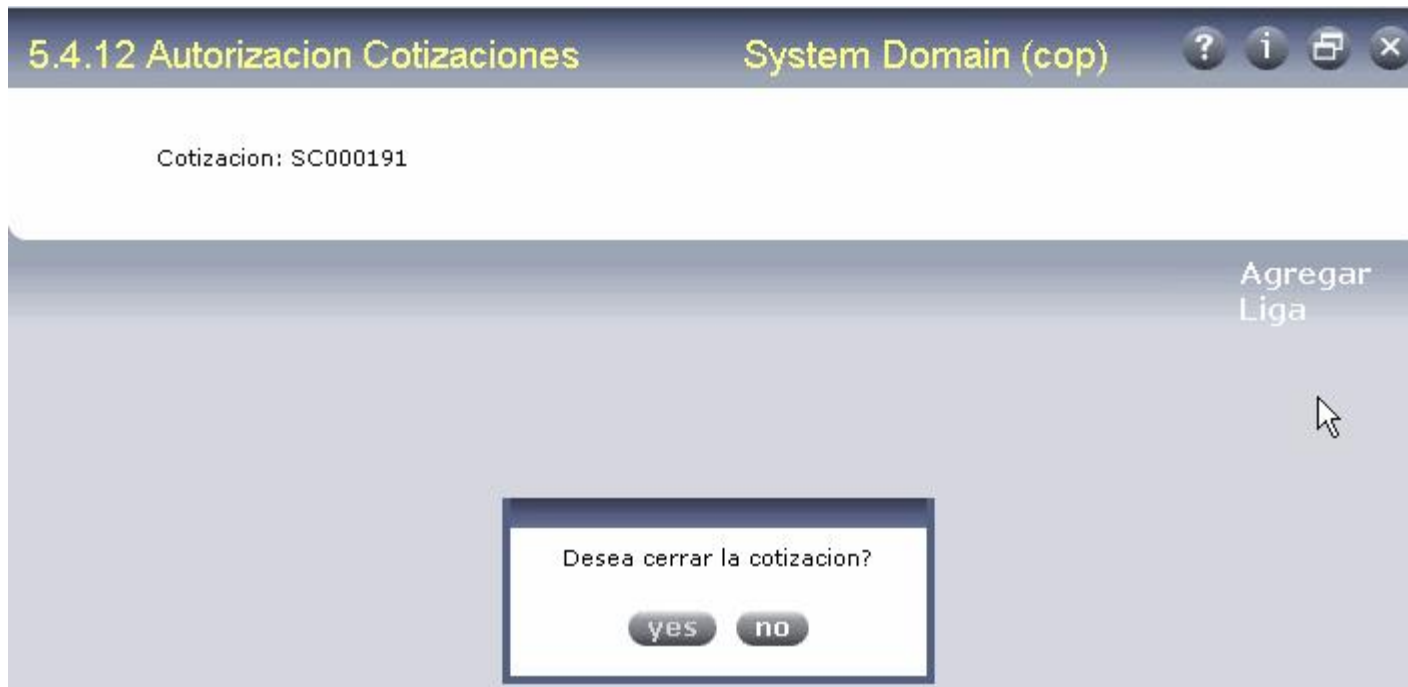 5.4.12 Autorizacion Cotizaciones System Domain (cop) ? i
Cotizacion: SC000191
Agregar
Liga
Desea cerrar la cotizacion?
yes no